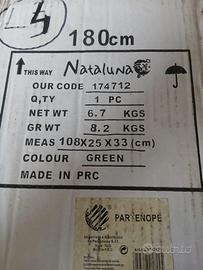 180cm
THIS WAY Nataluna
OUR CODE 174712
Q,TY 1 PC
NET WT 6.7 KGS
GR WT 8.2 KGS
MEAS 108X25X33(cm)
COLOUR GREEN
MADE IN PRC
PARTENOPE